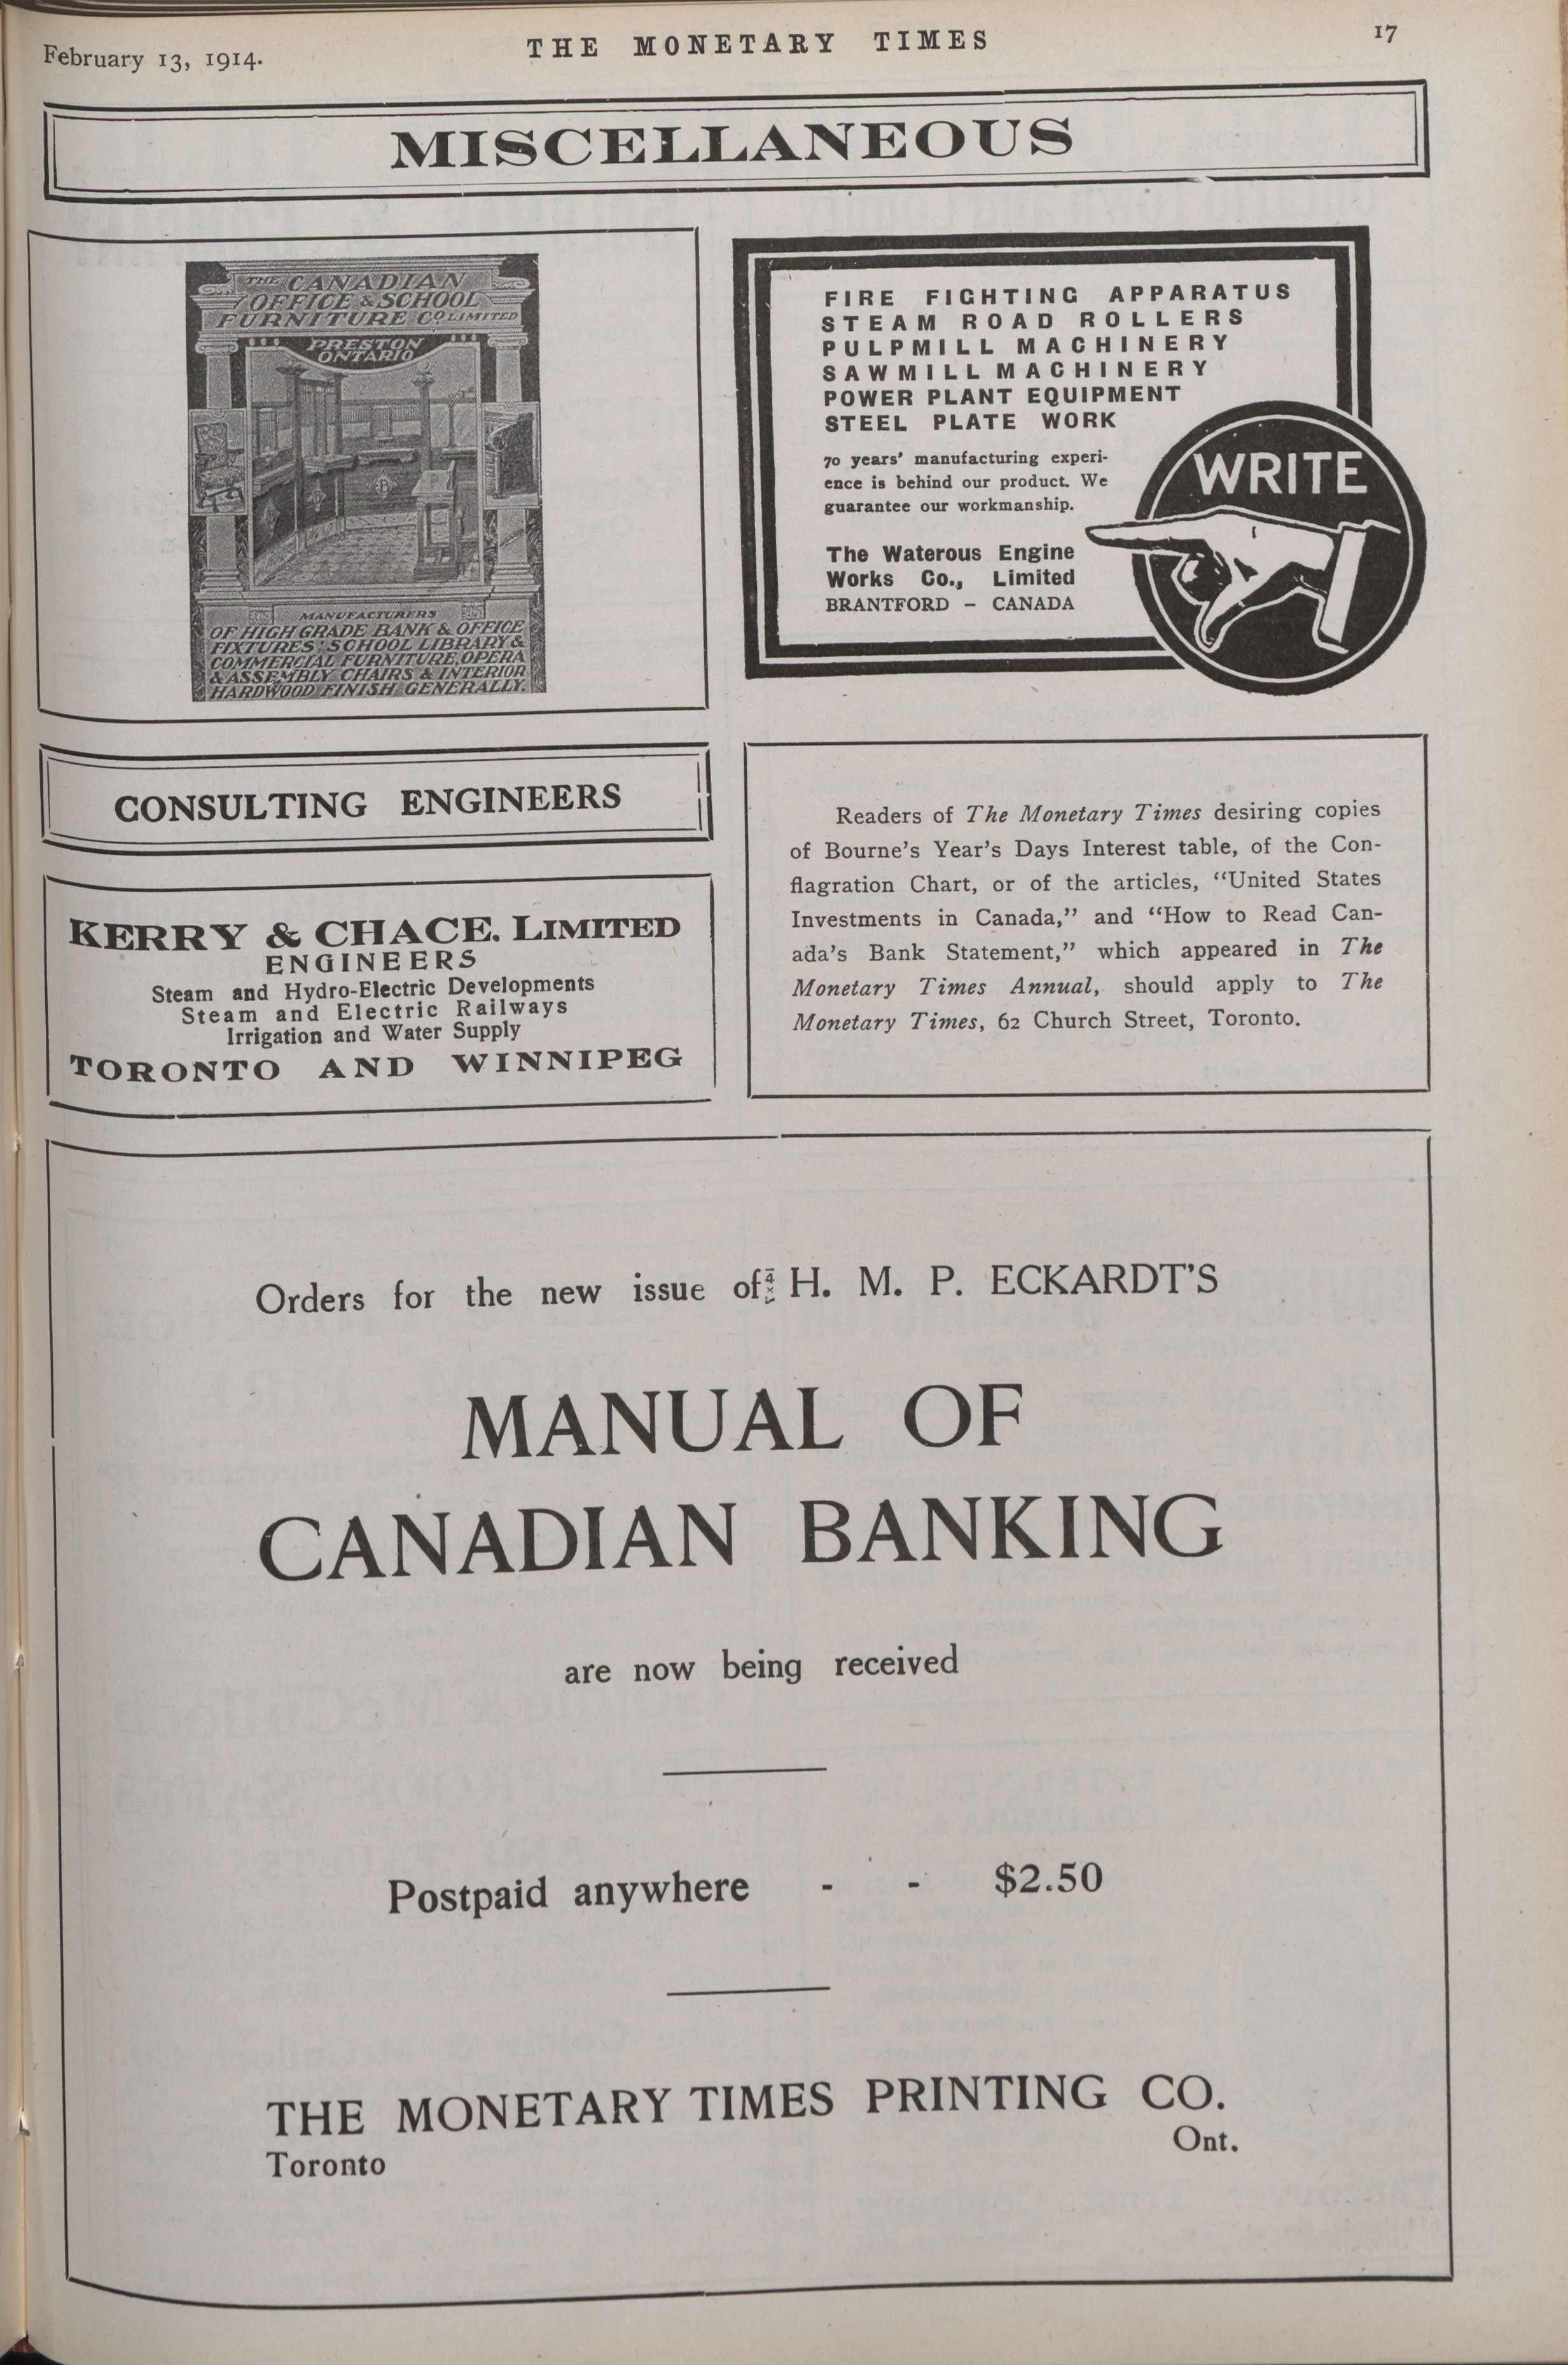 February 13, 1914.
THE MONETARY TIMES
17
MISCELLANEOUS
THE CANADIAN
OFFICE & SCHOOL
FURNITURE CO. LIMITED
PRESTON
ONTARIO
B
MANUFACTURERS
OF HIGH GRADE BANK & OFFICE
FIXTURES; SCHOOL LIBRARY &
COMMERCIAL FURNITURE, OPERA
& ASSEMBLY CHAIRS & INTERIOR
HARDWOOD FINISH GENERALLY.
FIRE FIGHTING APPARATUS
STEAM ROAD ROLLERS
PULPMILL MACHINERY
SAWMILL MACHINERY
POWER PLANT EQUIPMENT
STEEL PLATE WORK
70 years' manufacturing experi-
ence is behind our product. We
guarantee our workmanship.
The Waterous Engine
Works Co., Limited
BRANTFORD - CANADA
WRITE
CONSULTING ENGINEERS
KERRY & CHACE. LIMITED
ENGINEERS
Steam and Hydro-Electric Developments
Steam and Electric Railways
Irrigation and Water Supply
TORONTO AND WINNIPEG
Readers of The Monetary Times desiring copies
of Bourne's Year's Days Interest table, of the Con-
flagration Chart, or of the articles, "United States
Investments in Canada," and "How to Read Can-
ada's Bank Statement," which appeared in The
Monetary Times Annual, should apply to The
Monetary Times, 62 Church Street, Toronto.
Orders for the new issue of H. M. P. ECKARDT'S
MANUAL OF
CANADIAN BANKING
are now being received
Postpaid anywhere - - $2.50
THE MONETARY TIMES PRINTING CO.
Toronto Ont.